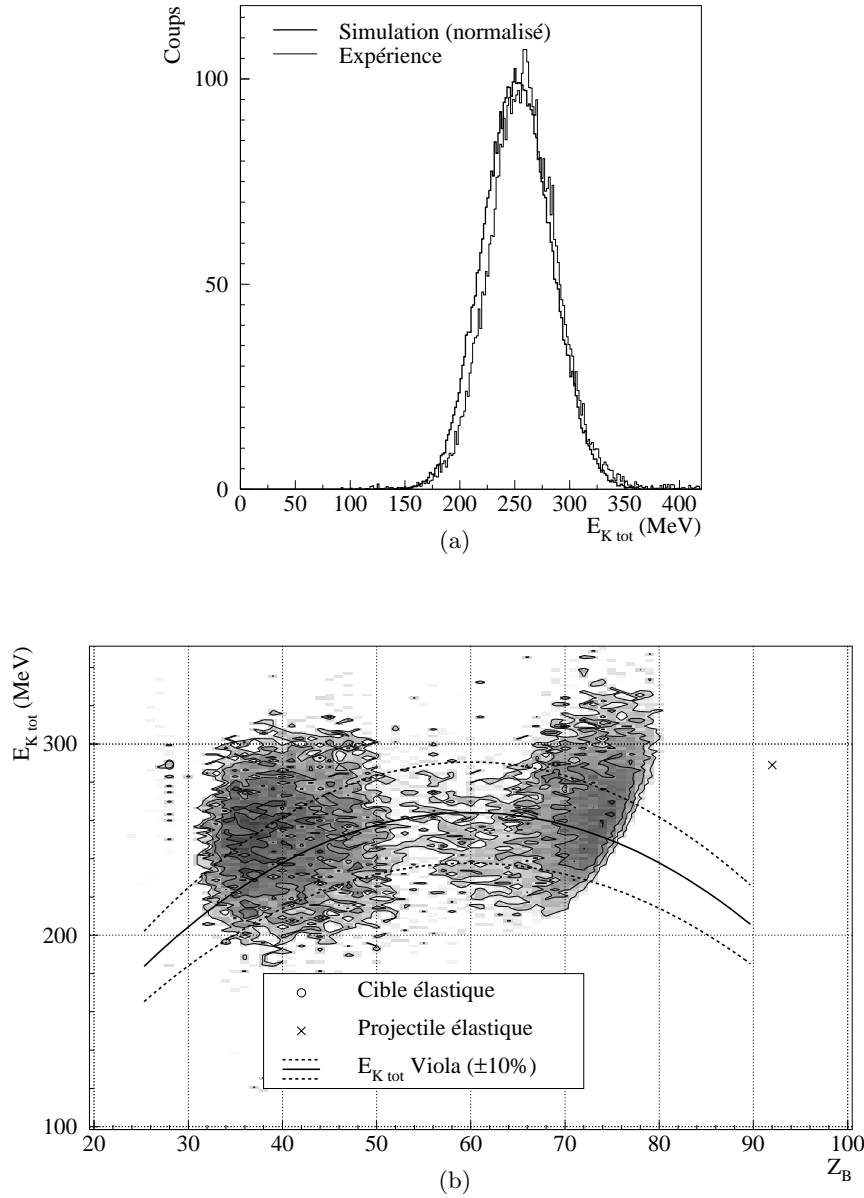 Coups
Simulation (normalisé)
Expérience
100
50
0
0 50 100 150 200 250 300 350 400
E_K tot (MeV)
(a)
E_K tot (MeV)
300
200
100
Cible élastique
Projectile élastique
E_K tot Viola (±10%)
20 30 40 50 60 70 80 90 100
Z_B
(b)